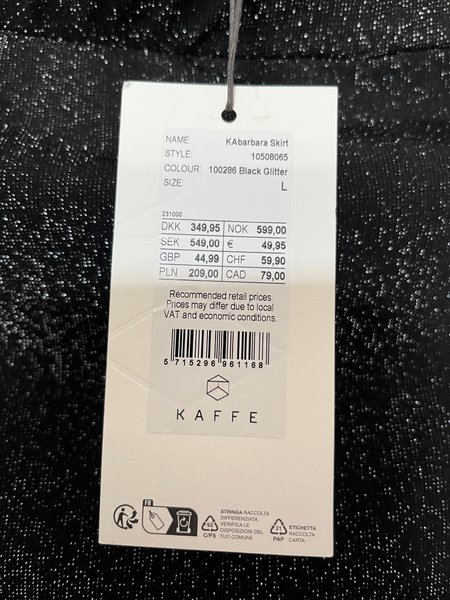 NAME: KAbarbara Skirt
STYLE: 10508065
COLOUR: 100286 Black Glitter
SIZE: L
231000
DKK 349,95 NOK 599,00
SEK 549,00 € 49,95
GBP 44,99 CHF 59,90
PLN 209,00 CAD 79,00
Recommended retail prices.
Prices may differ due to local
VAT and economic conditions.
5 715296 961168
KAFFE
FR
93
C/PS
STRINGA RACCOLTA
DIFFERENZIATA.
VERIFICA LE
DISPOSIZIONI DEL
TUO COMUNE
21
PAP
ETICHETTA
RACCOLTA
CARTA